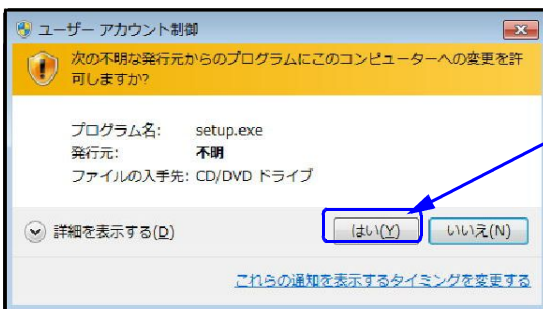 ユーザー アカウント制御
次の不明な発行元からのプログラムにこのコンピューターへの変更を許
可しますか?
プログラム名: setup.exe
発行元: 不明
ファイルの入手先: CD/DVD ドライブ
詳細を表示する(D) はい(Y) いいえ(N)
これらの通知を表示するタイミングを変更する